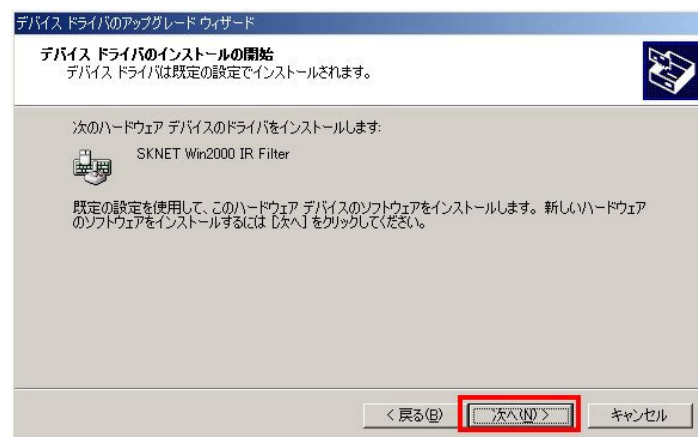 デバイス ドライバのアップグレード ウィザード
デバイス ドライバのインストールの開始
デバイス ドライバは既定の設定でインストールされます。
次のハードウェア デバイスのドライバをインストールします:
SKNET Win2000 IR Filter
既定の設定を使用して、このハードウェア デバイスのソフトウェアをインストールします。新しいハードウェア
のソフトウェアをインストールするには [次へ] をクリックしてください。
< 戻る(B) 次へ(N) > キャンセル